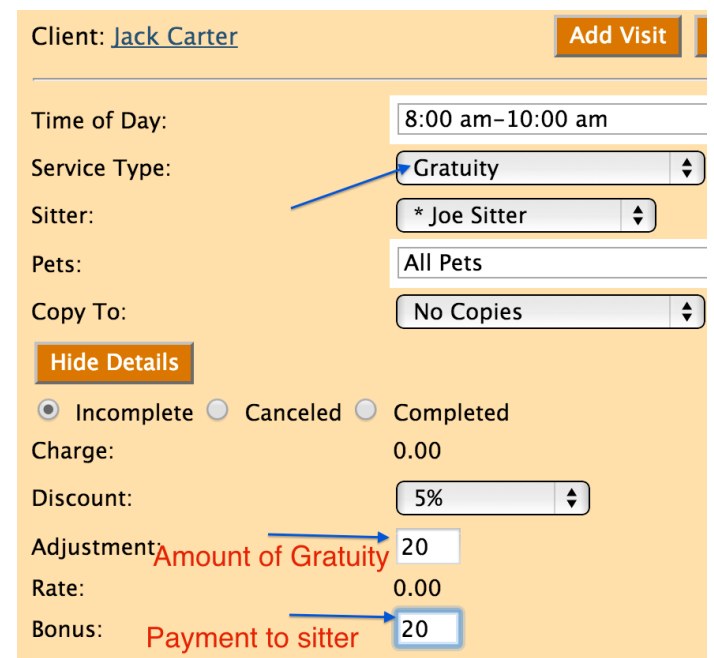 Client: Jack Carter Add Visit
Time of Day: 8:00 am–10:00 am
Service Type: Gratuity
Sitter: * Joe Sitter
Pets: All Pets
Copy To: No Copies
Hide Details
Incomplete Canceled Completed
Charge: 0.00
Discount: 5%
Adjustment: Amount of Gratuity 20
Rate: 0.00
Bonus: Payment to sitter 20